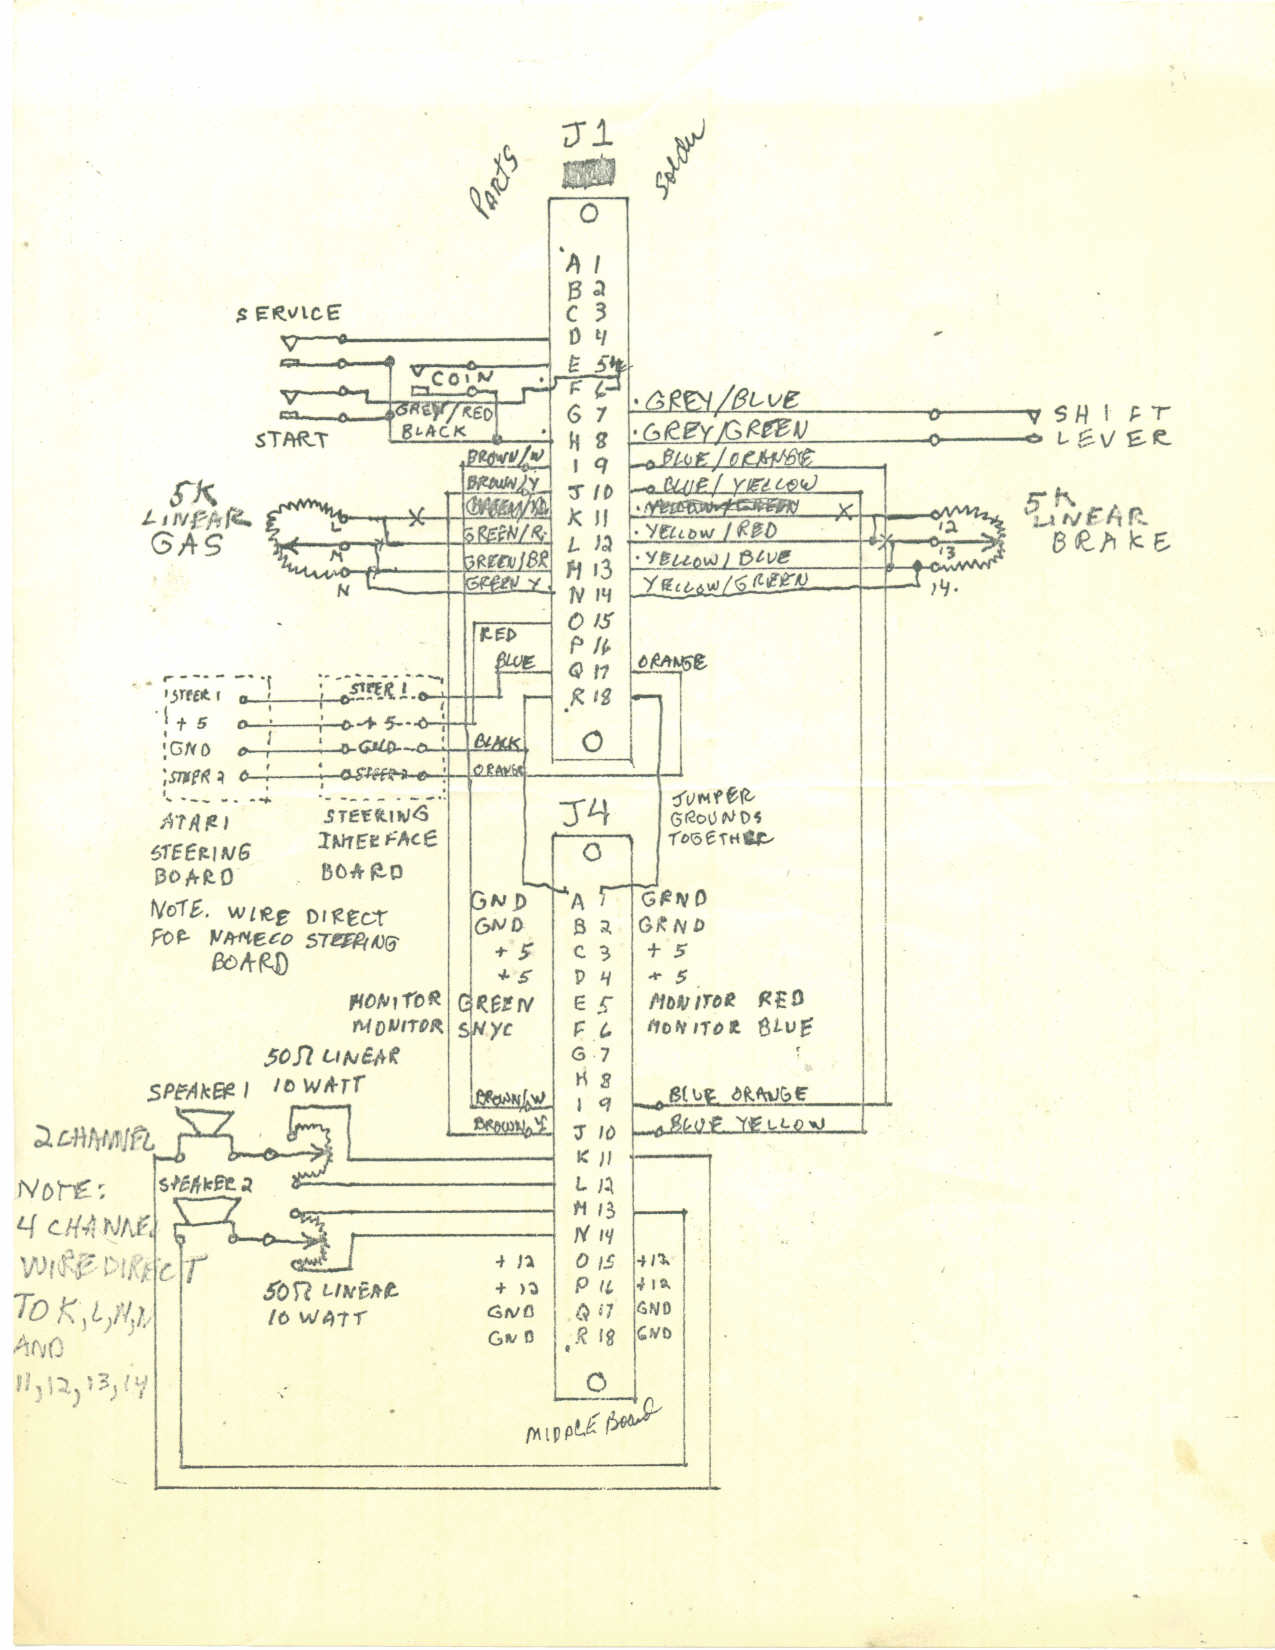 J1
PARTS
Solder
A 1
B 2
C 3
SERVICE
D 4
E 5
COIN
F 6
GREY/RED
G 7
GREY/BLUE
SHIFT
START
BLACK
H 8
GREY/GREEN
LEVER
BROWN/W
I 9
BLUE/ORANGE
BROWN/Y
J 10
BLUE/YELLOW
5K
LINEAR
GAS
L
M
N
X
K 11
YELLOW/GREEN
X
GREEN/R
L 12
YELLOW/RED
GREEN/BR
M 13
YELLOW/BLUE
GREEN Y
N 14
YELLOW/GREEN
12
13
14.
5K
LINEAR
BRAKE
RED
O 15
P 16
BLUE
Q 17
ORANGE
R 18
STEER 1
STEER 1
+ 5
+ 5
GND
GND
BLACK
STEER 2
STEER 2
ORANGE
ATARI
STEERING
BOARD
STEERING
INTERFACE
BOARD
J4
JUMPER
GROUNDS
TOGETHER
NOTE. WIRE DIRECT
FOR NAMECO STEERING
BOARD
GND A 1 GRND
GND B 2 GRND
+ 5 C 3 + 5
+ 5 D 4 + 5
MONITOR GREEN E 5 MONITOR RED
MONITOR SNYC F 6 MONITOR BLUE
G 7
H 8
BROWN/W I 9 BLUE ORANGE
BROWN/Y J 10 BLUE YELLOW
K 11
L 12
M 13
N 14
+ 12 O 15 +12
+ 12 P 16 +12
GND Q 17 GND
GND R 18 GND
50Ω LINEAR
10 WATT
SPEAKER 1
2 CHANNEL
SPEAKER 2
50Ω LINEAR
10 WATT
NOTE:
4 CHANNEL
WIRE DIRECT
TO K, L, M, N
AND
11, 12, 13, 14
MIDDLE Board